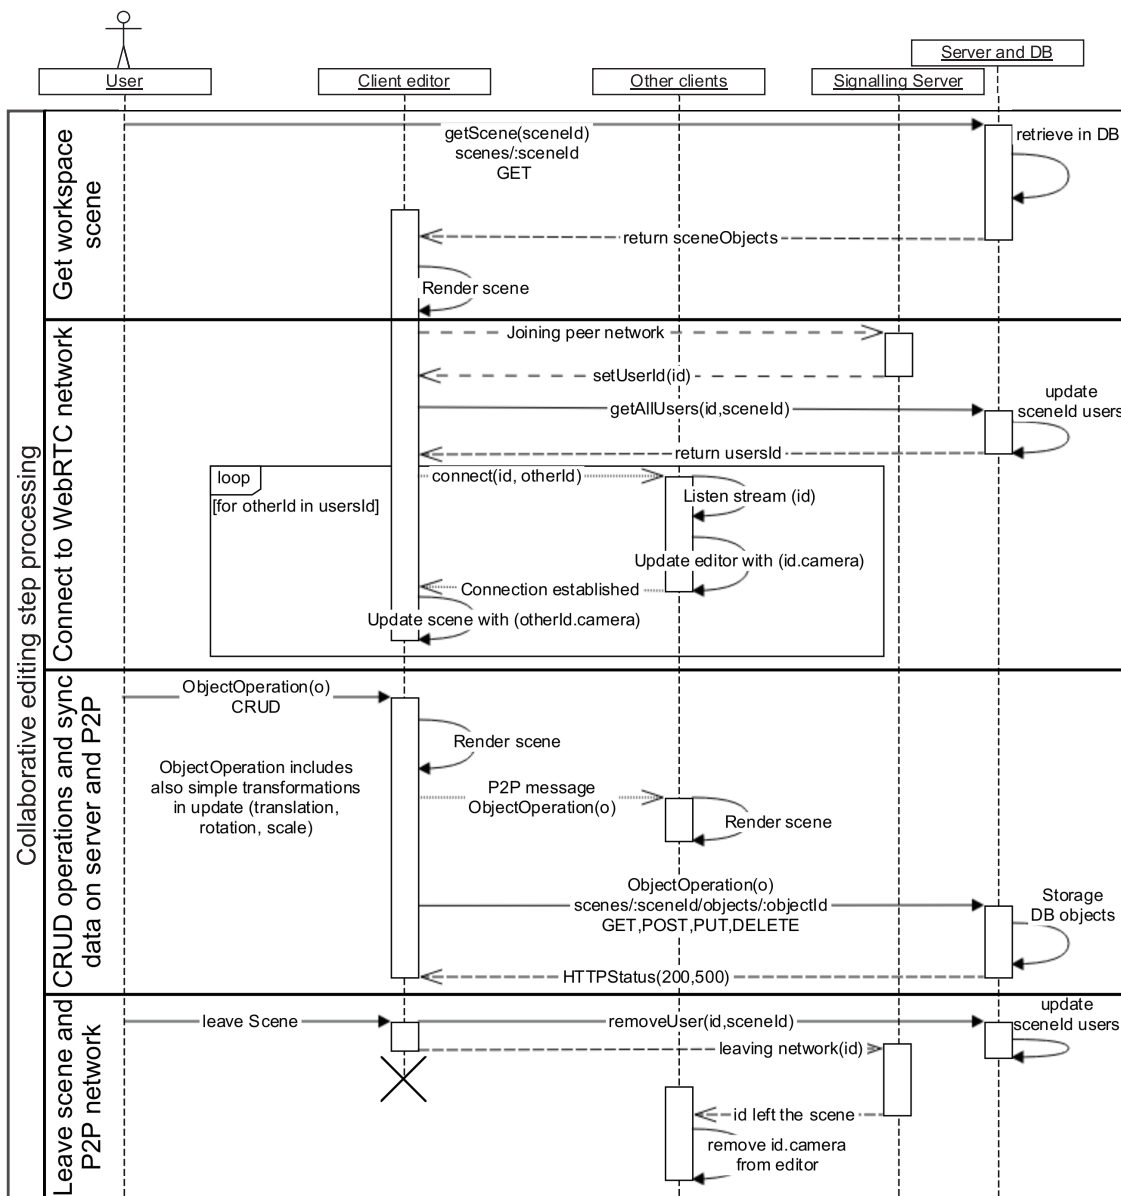 Server and DB
User
Client editor
Other clients
Signalling Server
Collaborative editing step processing
Get workspace
scene
getScene(sceneId)
scenes/:sceneId
GET
retrieve in DB
return sceneObjects
Render scene
Connect to WebRTC network
Joining peer network
setUserId(id)
getAllUsers(id,sceneId)
update
sceneId users
return usersId
loop
[for otherId in usersId]
connect(id, otherId)
Listen stream (id)
Update editor with (id.camera)
Connection established
Update scene with (otherId.camera)
CRUD operations and sync
data on server and P2P
ObjectOperation(o)
CRUD
Render scene
ObjectOperation includes
also simple transformations
in update (translation,
rotation, scale)
P2P message
ObjectOperation(o)
Render scene
ObjectOperation(o)
scenes/:sceneId/objects/:objectId
GET,POST,PUT,DELETE
Storage
DB objects
HTTPStatus(200,500)
Leave scene and
P2P network
leave Scene
removeUser(id,sceneId)
update
sceneId users
leaving network(id)
id left the scene
remove id.camera
from editor